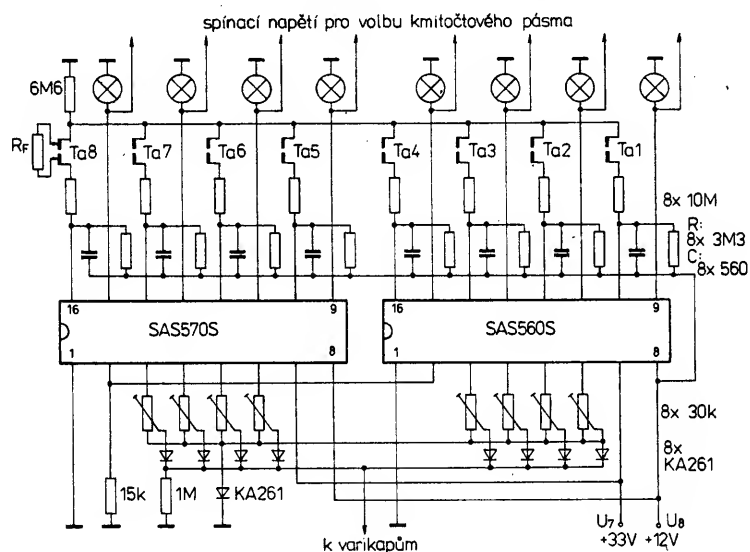 spínací napětí pro volbu kmitočtového pásma
6M6
RF
Ta8
Ta7
Ta6
Ta5
Ta4
Ta3
Ta2
Ta1
8x 10M
R:
8x 3M3
C:
8x 560
16
9
16
9
SAS570S
SAS560S
1
8
1
8
8x 30k
8x
KA261
15k
1M
KA261
U7
U8
+33V
+12V
k varikapům